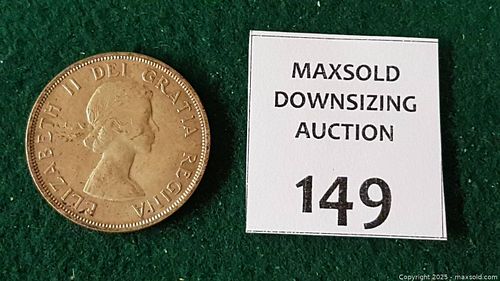 ELIZABETH II DEI GRATIA REGINA
MAXSOLD
DOWNSIZING
AUCTION
149
Copyright 2025 - maxsold.com